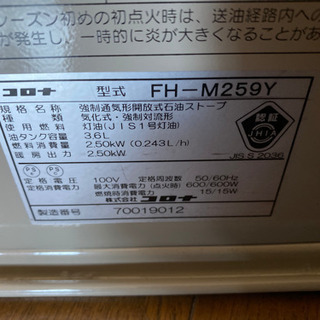 ーズン初めの初点火時は、送油経路内への
が発生し、一時的に炎が大きくなることが
コロナ 型式 FH-M259Y
規格名称 強制通気形開放式石油ストーブ
種類 気化式・強制対流形
使用燃料 灯油(JIS1号灯油)
油タンク容量 3.6L
燃料消費量 2.50kW(0.243L/h)
暖房出力 2.50kW
認証
JHIA
JIS S 2036
PS
PS
定格電圧 100V 定格周波数 50/60Hz
定格消費電力 最大消費電力(点火時) 600/600W
燃焼時消費電力 15/15W
株式会社 コロナ
製造番号 70019012